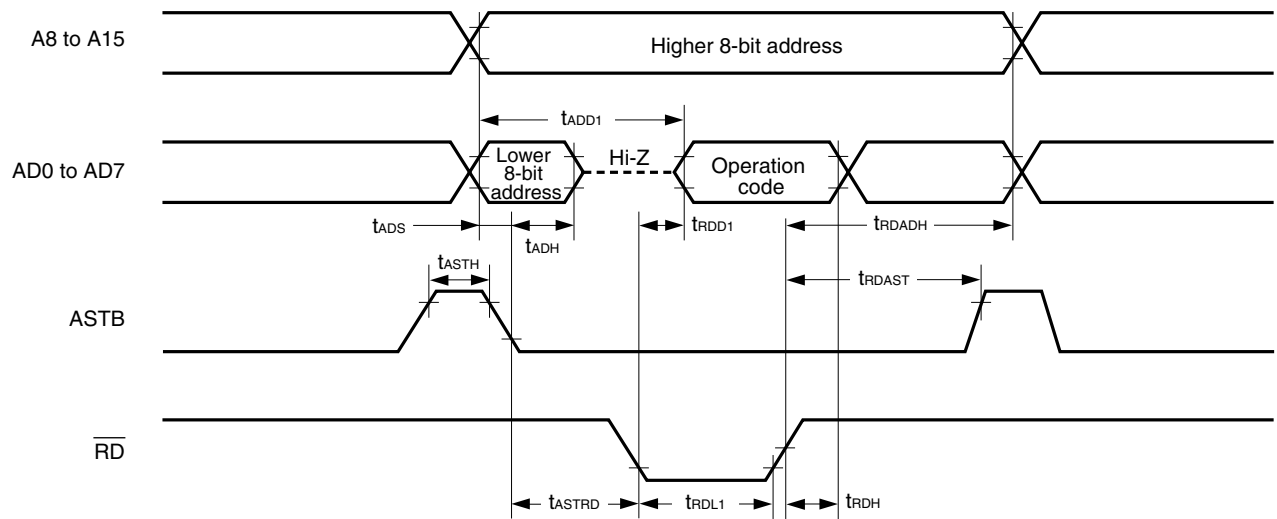 A8 to A15
Higher 8-bit address
tADD1
AD0 to AD7
Lower
8-bit
address
Hi-Z
Operation
code
tADS
tADH
tRDD1
tRDADH
tASTH
tRDAST
ASTB
RD
tASTRD
tRDL1
tRDH